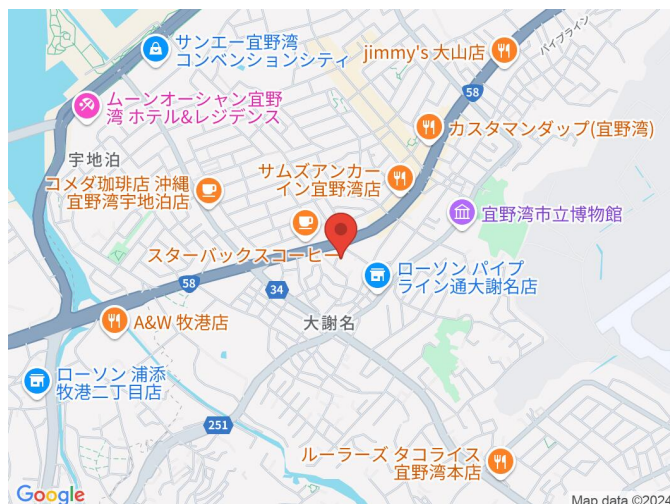 サンエー宜野湾
コンベンションシティ
jimmy's 大山店
パイプライン
58
ムーンオーシャン宜野
湾 ホテル&レジデンス
カスタマンダップ(宜野湾)
宇地泊
サムズアンカー
イン宜野湾店
コメダ珈琲店 沖縄
宜野湾宇地泊店
宜野湾市立博物館
スターバックスコーヒー
ローソン パイプ
ライン通大謝名店
58
34
A&W 牧港店
大謝名
ローソン 浦添
牧港二丁目店
251
ルーラーズ タコライス
宜野湾本店
Google
Map data ©2024